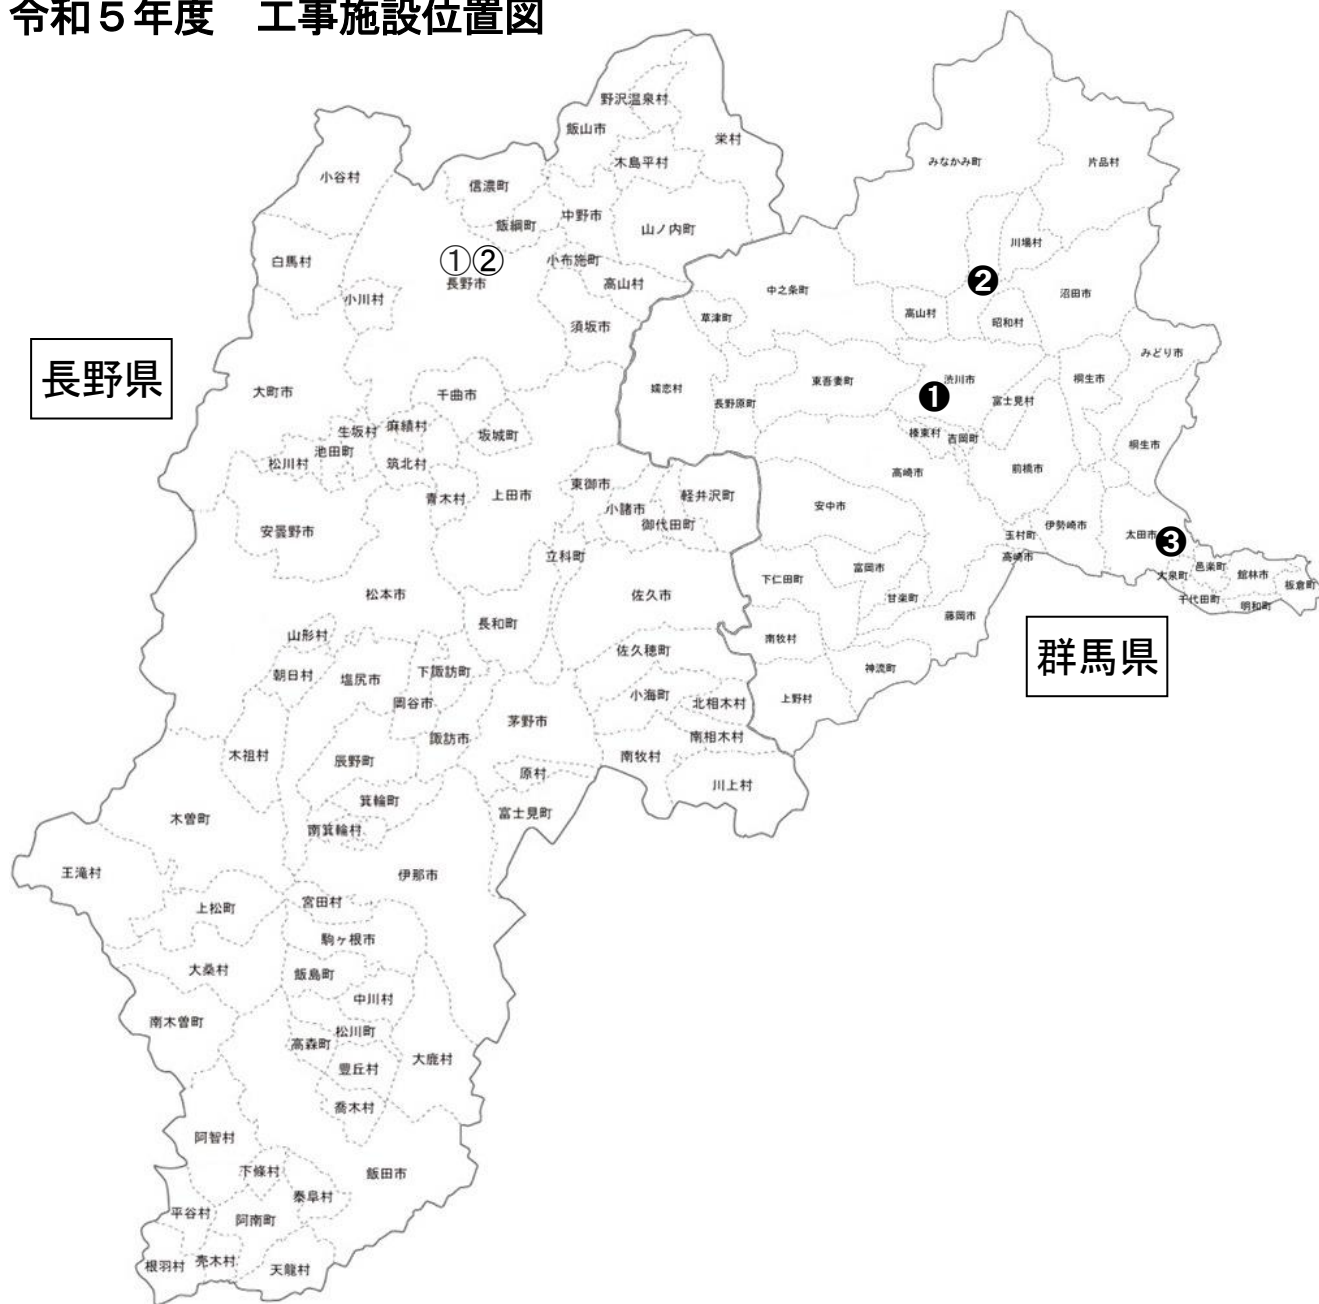 令和５年度　工事施設位置図
野沢温泉村
飯山市
栄村
木島平村
小谷村
信濃町
飯綱町
中野市
山ノ内町
白馬村
①②
長野市
小布施町
高山村
小川村
須坂市
長野県
大町市
千曲市
生坂村
麻績村
坂城町
池田町
松川村
筑北村
青木村
上田市
東御市
小諸市
軽井沢町
御代田町
安曇野市
立科町
松本市
佐久市
長和町
山形村
朝日村
塩尻市
下諏訪町
岡谷市
諏訪市
茅野市
佐久穂町
小海町
北相木村
南相木村
南牧村
川上村
木祖村
辰野町
原村
富士見町
箕輪町
南箕輪村
木曽町
王滝村
伊那市
上松町
宮田村
駒ヶ根市
大桑村
飯島町
中川村
南木曽町
松川町
高森町
大鹿村
豊丘村
喬木村
阿智村
下條村
飯田市
泰阜村
平谷村
阿南町
根羽村
売木村
天龍村
みなかみ町
片品村
川場村
❷
中之条町
沼田市
高山村
昭和村
草津町
みどり市
嬬恋村
東吾妻町
渋川市
桐生市
❶
長野原町
富士見村
榛東村
吉岡町
桐生市
高崎市
前橋市
安中市
伊勢崎市
玉村町
太田市
❸
高崎市
下仁田町
富岡市
大泉町
邑楽町
館林市
板倉町
甘楽町
千代田町
明和町
藤岡市
南牧村
神流町
上野村
群馬県